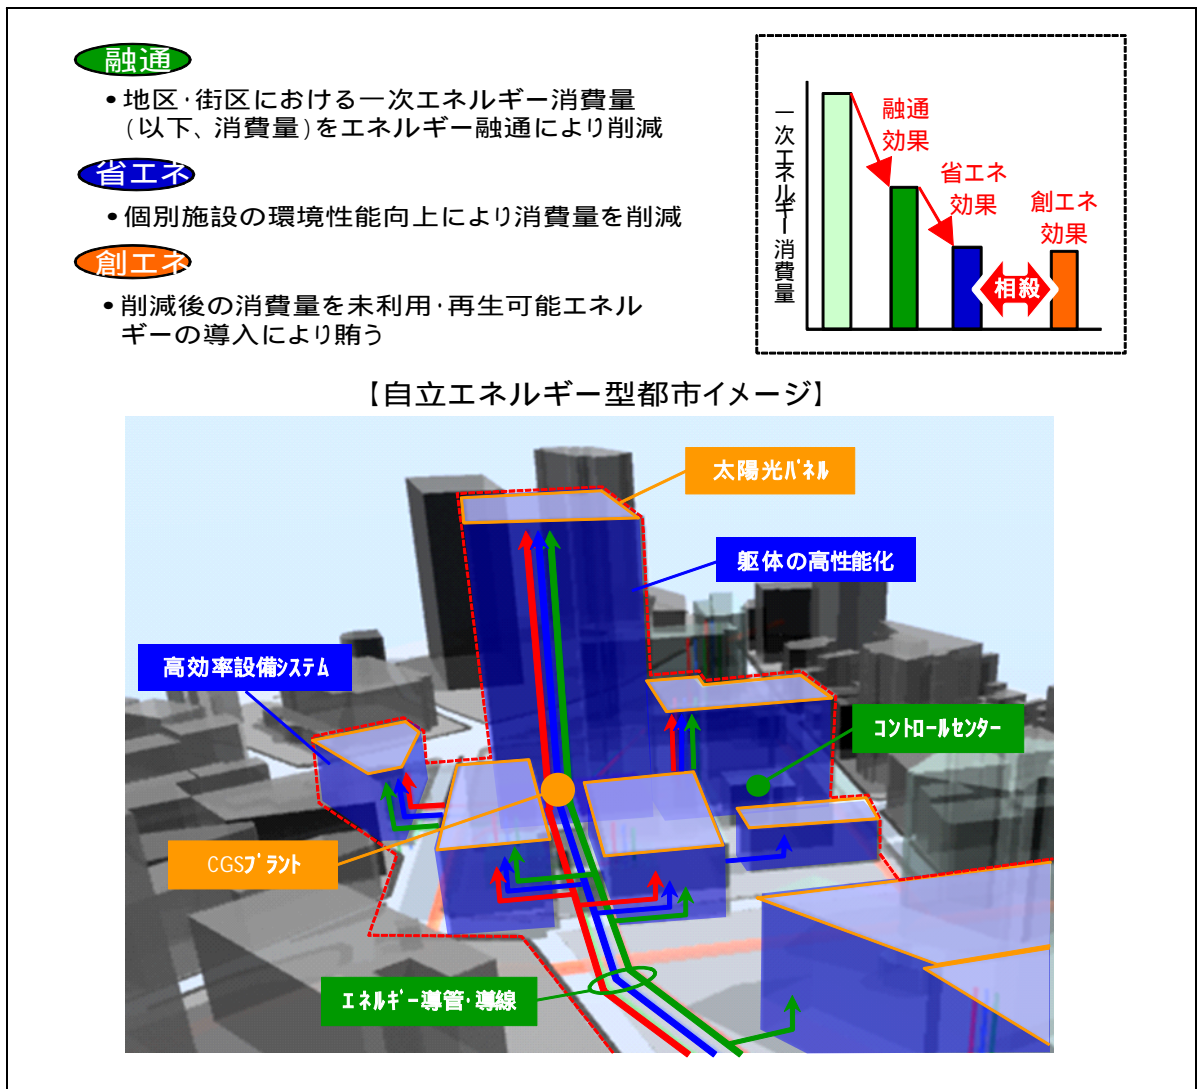 融通
•地区･街区における一次エネルギー消費量
(以下、消費量)をエネルギー融通により削減
省エネ
•個別施設の環境性能向上により消費量を削減
創エネ
•削減後の消費量を未利用･再生可能エネル
ギーの導入により賄う
一次エネルギー消費量
融通
効果
省エネ
効果
創エネ
効果
相殺
【自立エネルギー型都市イメージ】
太陽光ﾊﾟﾈﾙ
躯体の高性能化
高効率設備ｼｽﾃﾑ
ｺﾝﾄﾛｰﾙｾﾝﾀｰ
CGSﾌﾟﾗﾝﾄ
ｴﾈﾙｷﾞｰ導管･導線